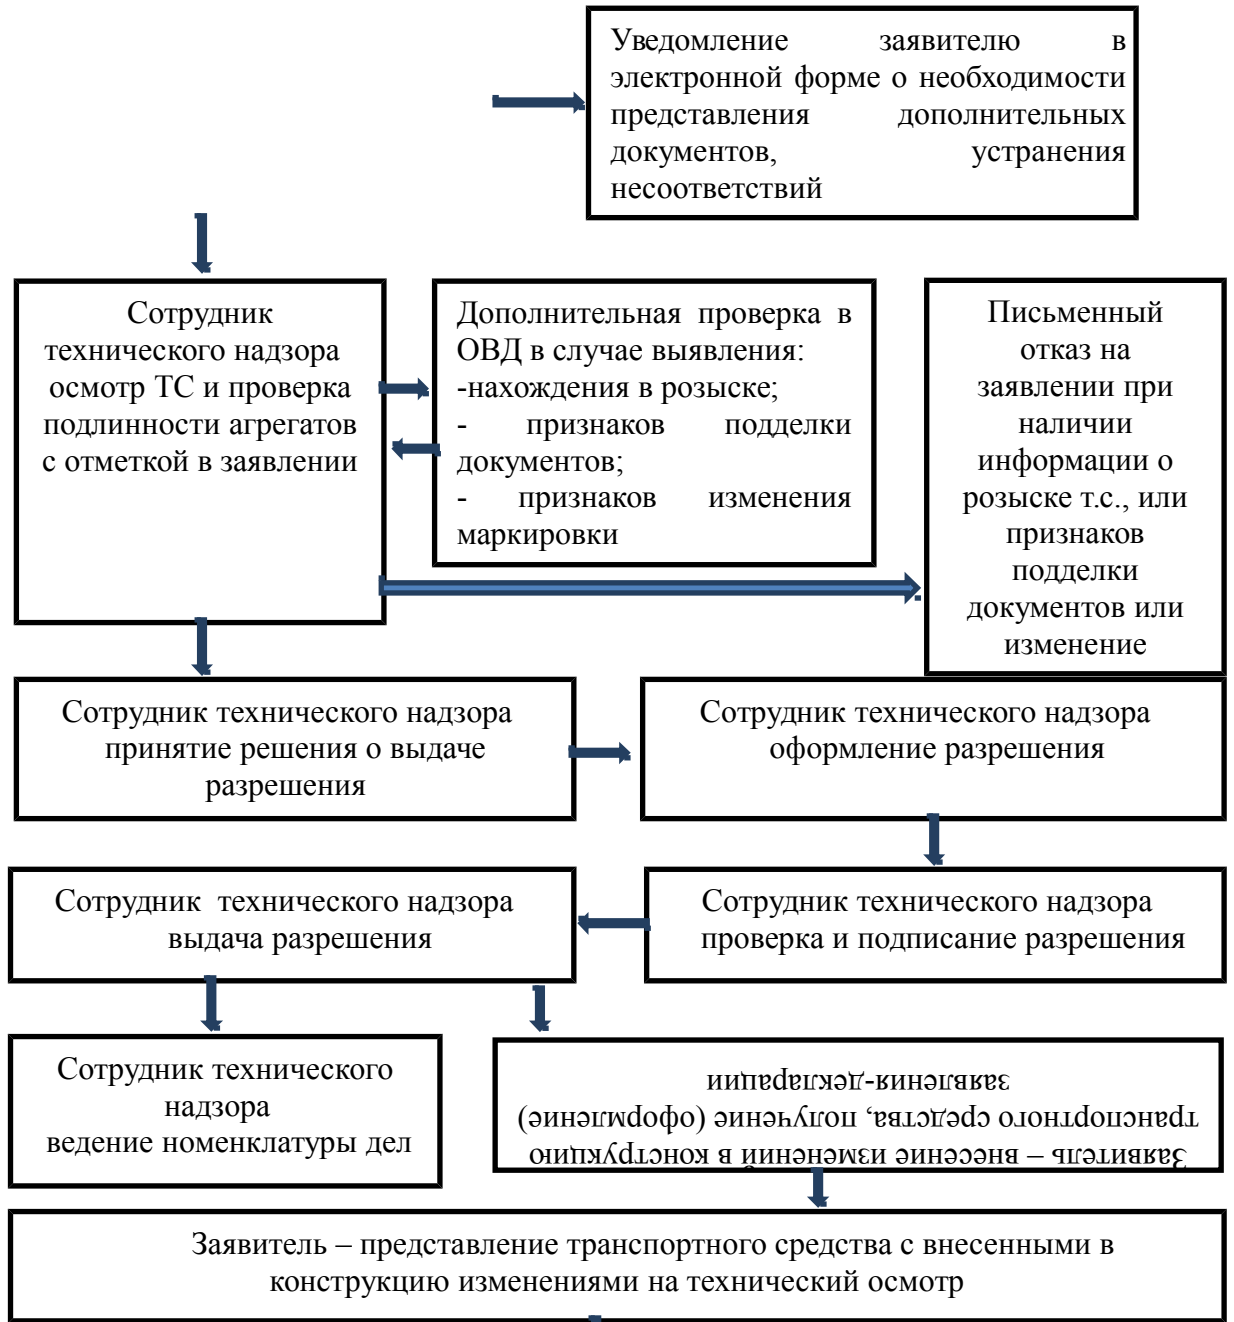 Уведомление заявителю в
электронной форме о необходимости
представления дополнительных
документов, устранения
несоответствий
Сотрудник
технического надзора
осмотр ТС и проверка
подлинности агрегатов
с отметкой в заявлении
Дополнительная проверка в
ОВД в случае выявления:
-нахождения в розыске;
- признаков подделки
документов;
- признаков изменения
маркировки
Письменный
отказ на
заявлении при
наличии
информации о
розыске т.с., или
признаков
подделки
документов или
изменение
Сотрудник технического надзора
принятие решения о выдаче
разрешения
Сотрудник технического надзора
оформление разрешения
Сотрудник технического надзора
выдача разрешения
Сотрудник технического надзора
проверка и подписание разрешения
Сотрудник технического
надзора
ведение номенклатуры дел
Заявитель – внесение изменений в конструкцию
транспортного средства, получение (оформление)
заявления-декларации
Заявитель – представление транспортного средства с внесенными в
конструкцию изменениями на технический осмотр